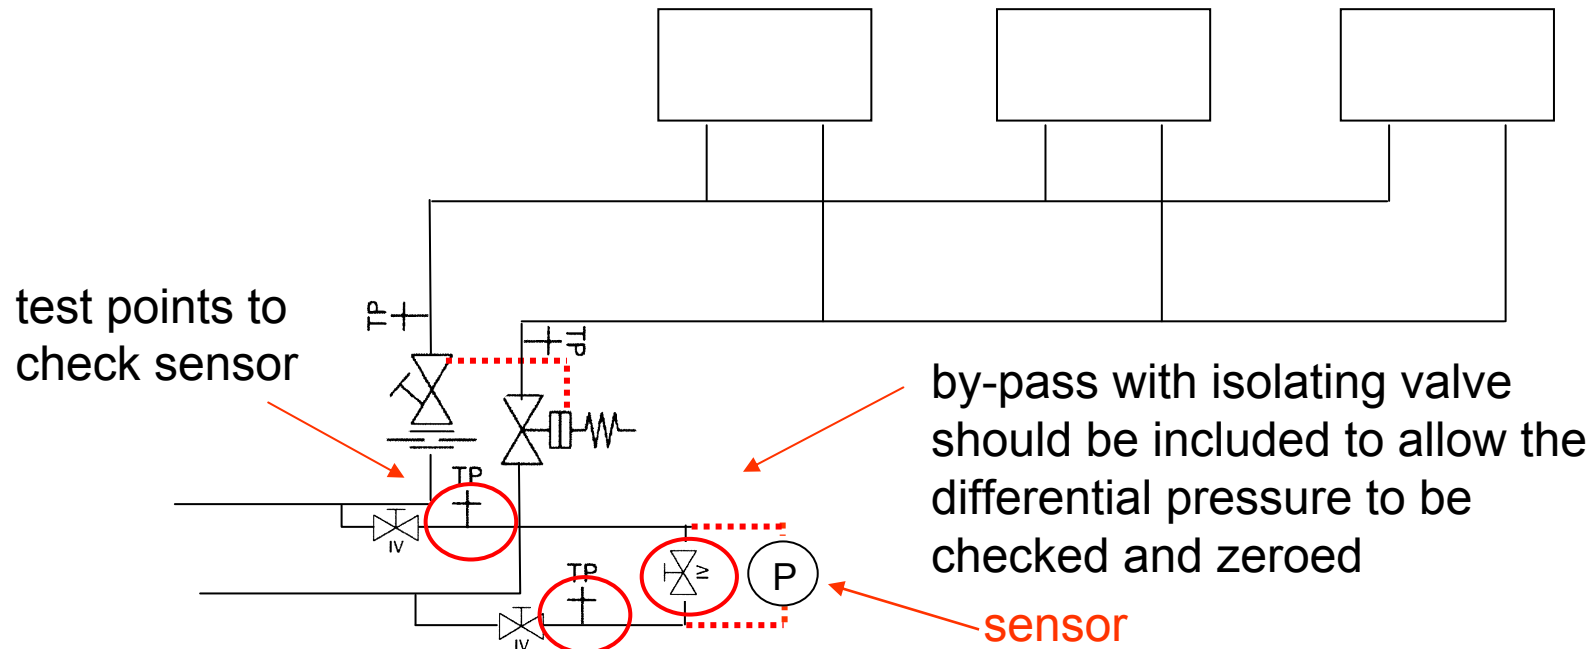 TP
TP
test points to
check sensor
by-pass with isolating valve
should be included to allow the
differential pressure to be
checked and zeroed
TP
IV
TP
IV
IV
P
sensor